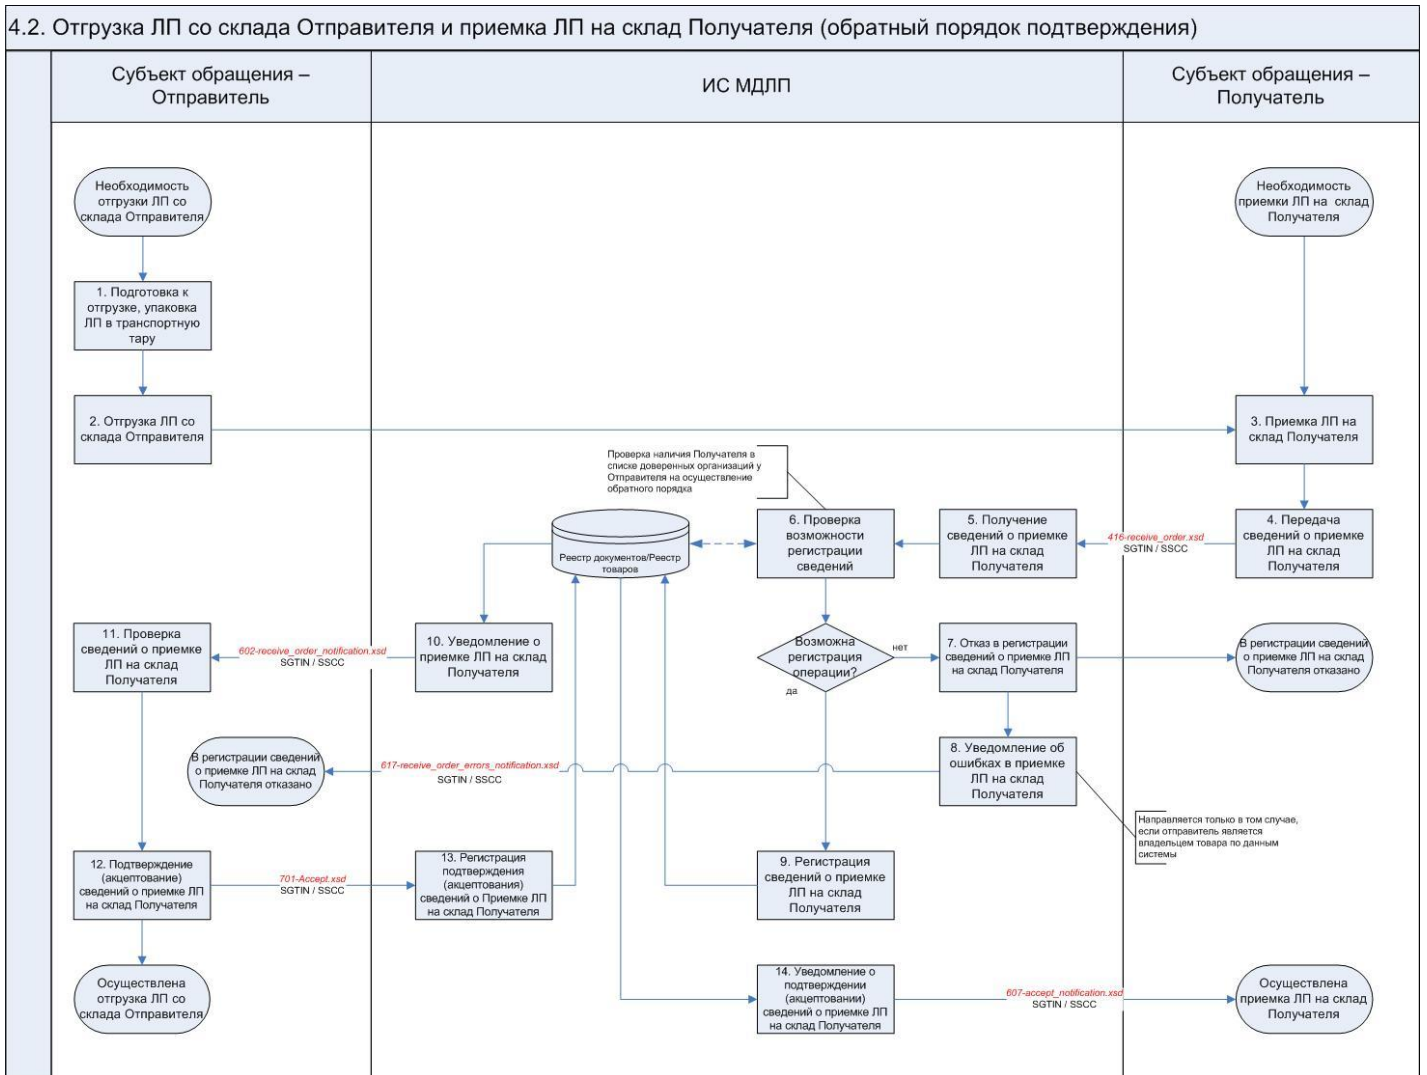 4.2. Отгрузка ЛП со склада Отправителя и приемка ЛП на склад Получателя (обратный порядок подтверждения)
Субъект обращения –
Отправитель
ИС МДЛП
Субъект обращения –
Получатель
Необходимость
отгрузки ЛП со
склада Отправителя
Необходимость
приемки ЛП на склад
Получателя
1. Подготовка к
отгрузке, упаковка
ЛП в транспортную
тару
2. Отгрузка ЛП со
склада Отправителя
3. Приемка ЛП на
склад Получателя
Проверка наличия Получателя в
списке доверенных организаций у
Отправителя на осуществление
обратного порядка
Реестр документов/Реестр
товаров
6. Проверка
возможности
регистрации
сведений
5. Получение
сведений о приемке
ЛП на склад
Получателя
416-receive_order.xsd
SGTIN / SSCC
4. Передача
сведений о приемке
ЛП на склад
Получателя
11. Проверка
сведений о приемке
ЛП на склад
Получателя
602-receive_order_notification.xsd
SGTIN / SSCC
10. Уведомление о
приемке ЛП на склад
Получателя
Возможна
регистрация
операции?
нет
да
7. Отказ в регистрации
сведений о приемке ЛП
на склад Получателя
В регистрации сведений
о приемке ЛП на склад
Получателя отказано
В регистрации сведений
о приемке ЛП на склад
Получателя отказано
617-receive_order_errors_notification.xsd
SGTIN / SSCC
8. Уведомление об
ошибках в приемке
ЛП на склад
Получателя
Направляется только в том случае,
если отправитель является
владельцем товара по данным
системы
12. Подтверждение
(акцептование)
сведений о приемке ЛП
на склад Получателя
701-Accept.xsd
SGTIN / SSCC
13. Регистрация
подтверждения
(акцептования)
сведений о Приемке ЛП
на склад Получателя
9. Регистрация
сведений о приемке
ЛП на склад
Получателя
Осуществлена
отгрузка ЛП со
склада Отправителя
14. Уведомление о
подтверждении
(акцептовании)
сведений о приемке ЛП
на склад Получателя
607-accept_notification.xsd
SGTIN / SSCC
Осуществлена
приемка ЛП на склад
Получателя